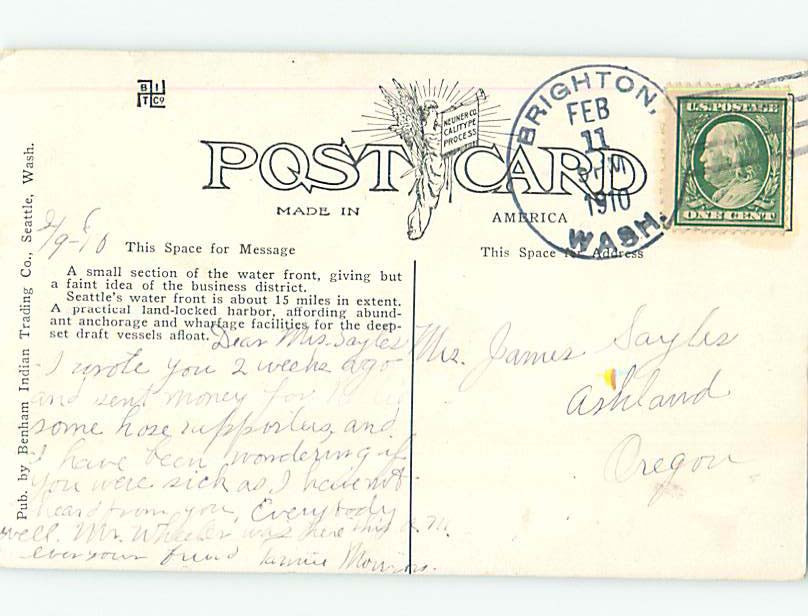 B I
T Co
NEUNER CO.
CALITYPE
PROCESS
POST CARD
MADE IN AMERICA
BRIGHTON,
FEB
11
PM
1910
WASH.
U.S. POSTAGE
ONE CENT
Pub. by Benham Indian Trading Co., Seattle, Wash.
2/9-10
This Space for Message
This Space for Address
A small section of the water front, giving but
a faint idea of the business district.
Seattle's water front is about 15 miles in extent.
A practical land-locked harbor, affording abund-
ant anchorage and wharfage facilities for the deep-
set draft vessels afloat.
Dear Mrs. Sayles
I wrote you 2 weeks ago
and sent money for
some hose supporters, and
I have been wondering if
you were sick as I have not
heard from you. Everybody
well. Mr. Wheeler was here this a.m.
ever your friend
Mrs. James Sayles
Ashland
Oregon